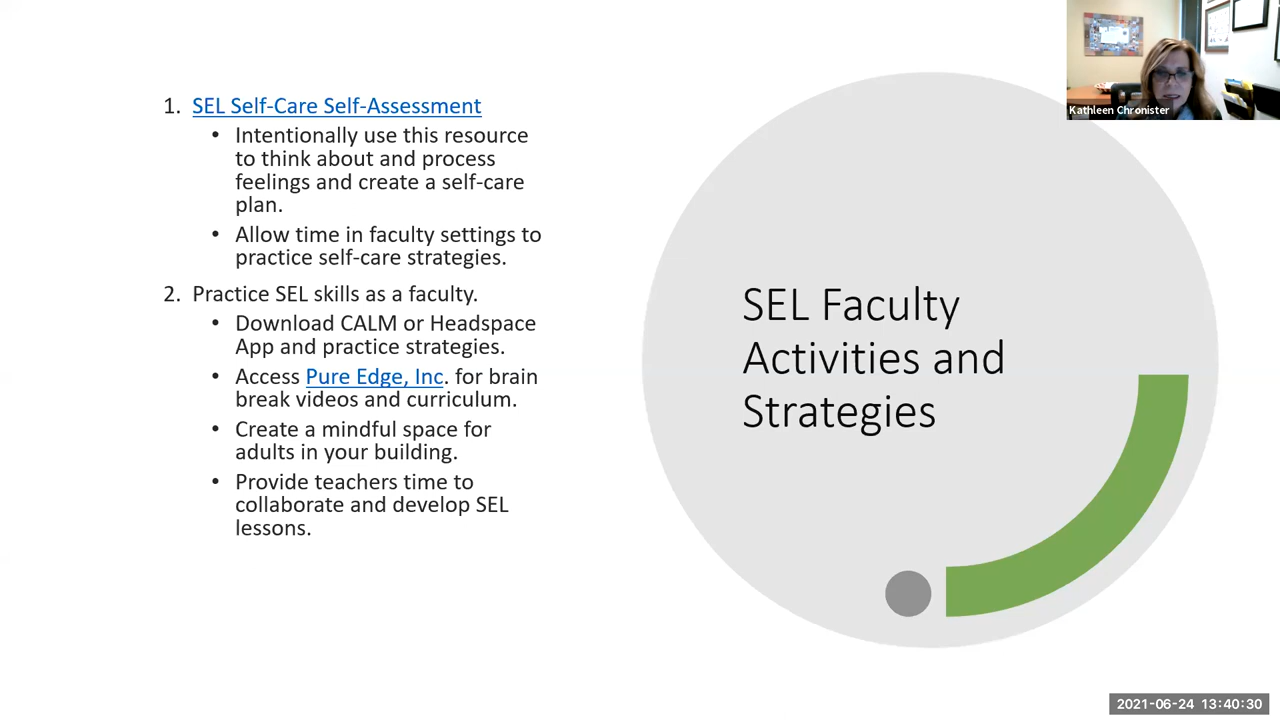 1. SEL Self-Care Self-Assessment
• Intentionally use this resource
to think about and process
feelings and create a self-care
plan.
• Allow time in faculty settings to
practice self-care strategies.
2. Practice SEL skills as a faculty.
• Download CALM or Headspace
App and practice strategies.
• Access Pure Edge, Inc. for brain
break videos and curriculum.
• Create a mindful space for
adults in your building.
• Provide teachers time to
collaborate and develop SEL
lessons.
SEL Faculty
Activities and
Strategies
Kathleen Chronister
2021-06-24 13:40:30